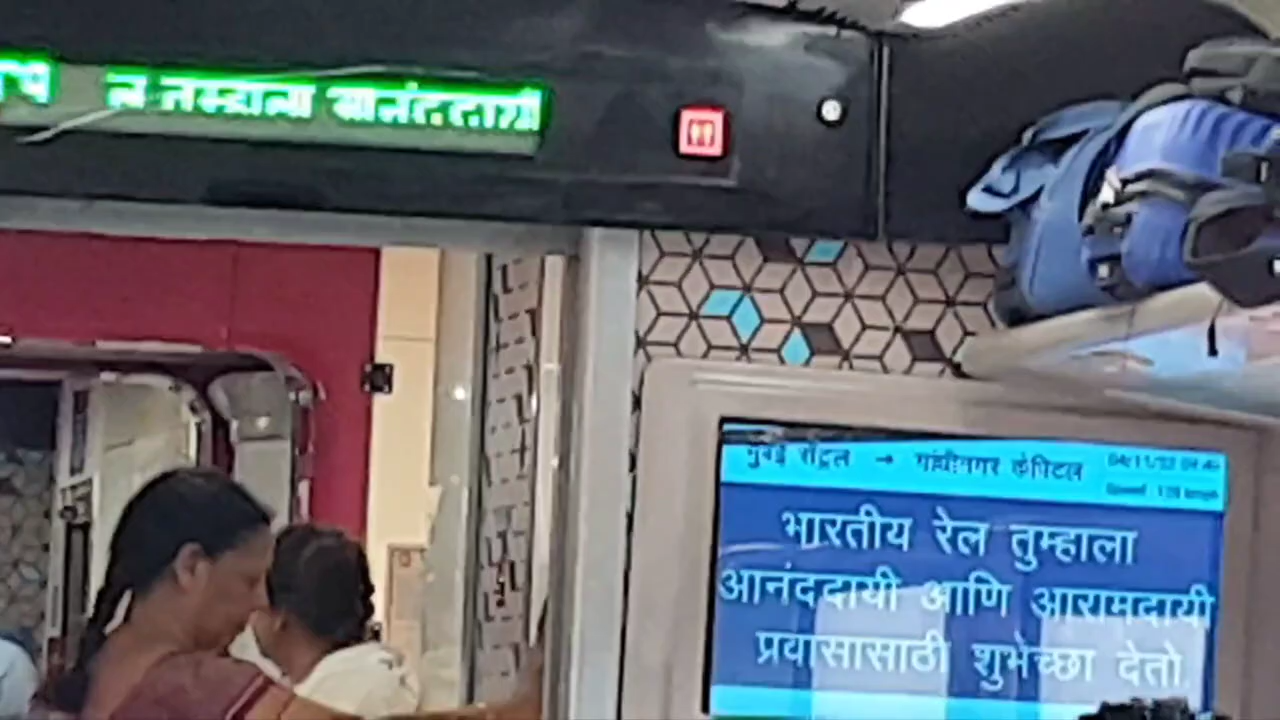 ल तुम्हाला आनंददायी
मुंबई सेंट्रल → गांधीनगर केपिटल
भारतीय रेल तुम्हाला
आनंददायी आणि आरामदायी
प्रवासासाठी शुभेच्छा देतो